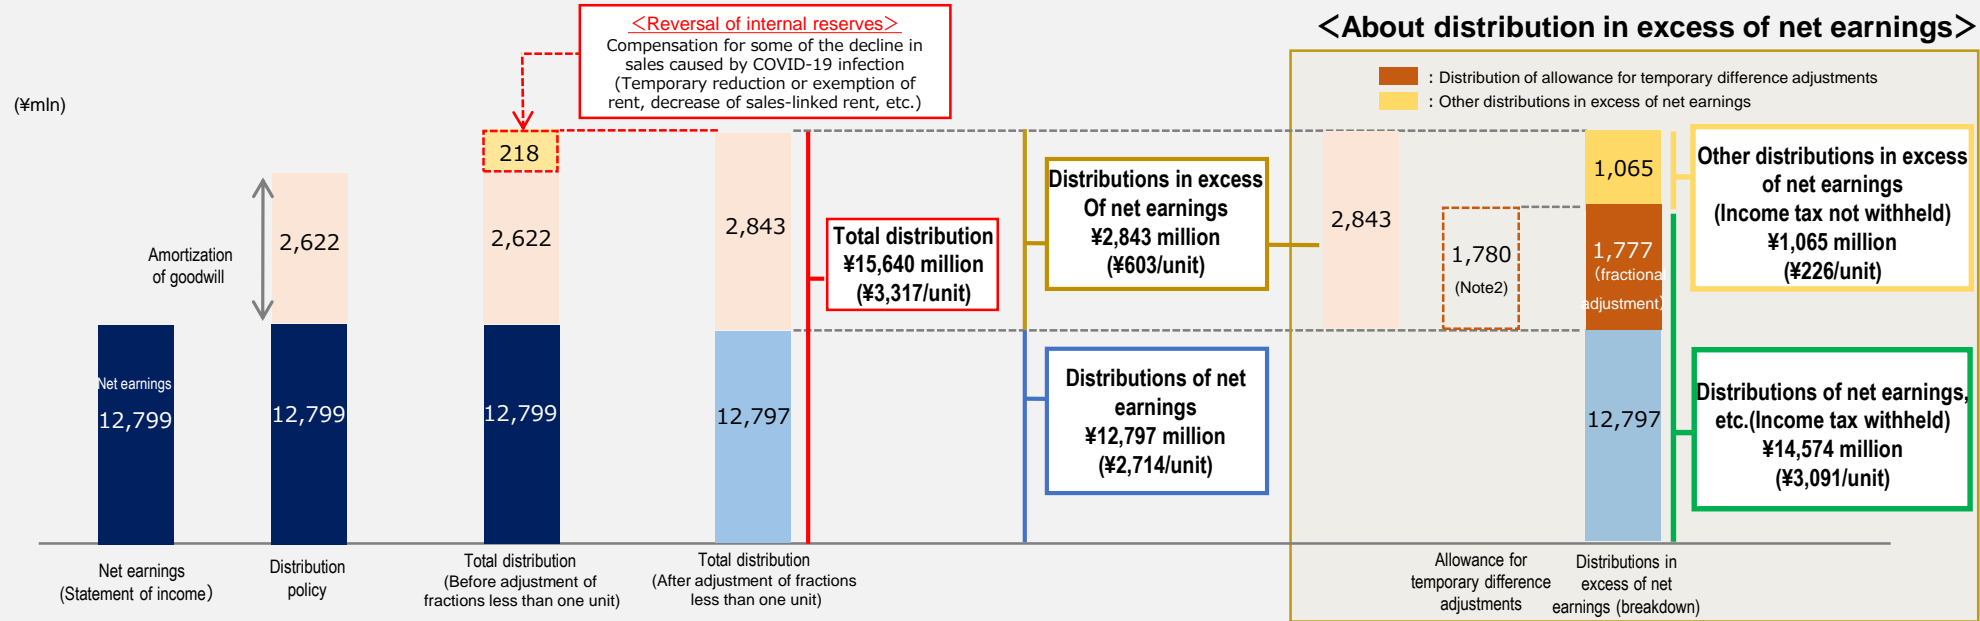 ＜About distribution in excess of net earnings＞
＜Reversal of internal reserves＞
Compensation for some of the decline in
sales caused by COVID-19 infection
(Temporary reduction or exemption of
rent, decrease of sales-linked rent, etc.)
(¥mln)
: Distribution of allowance for temporary difference adjustments
: Other distributions in excess of net earnings
Net earnings
12,799
Amortization
of goodwill
2,622
12,799
218
2,622
12,799
2,843
12,797
Total distribution
¥15,640 million
(¥3,317/unit)
Distributions in excess
Of net earnings
¥2,843 million
(¥603/unit)
Distributions of net
earnings
¥12,797 million
(¥2,714/unit)
2,843
1,780
(Note2)
1,065
1,777
(fractiona
adjustment)
12,797
Other distributions in excess
of net earnings
(Income tax not withheld)
¥1,065 million
(¥226/unit)
Distributions of net earnings,
etc.(Income tax withheld)
¥14,574 million
(¥3,091/unit)
Net earnings
(Statement of income)
Distribution
policy
Total distribution
(Before adjustment of
fractions less than one unit)
Total distribution
(After adjustment of fractions
less than one unit)
Allowance for
temporary difference
adjustments
Distributions in
excess of net
earnings (breakdown)